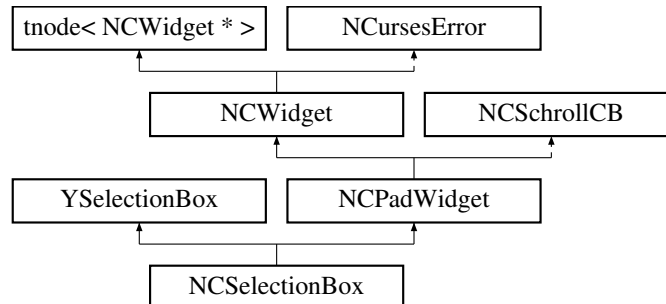 tnode< NCWidget * >
NCursesError
NCWidget
NCSchrollCB
YSelectionBox
NCPadWidget
NCSelectionBox